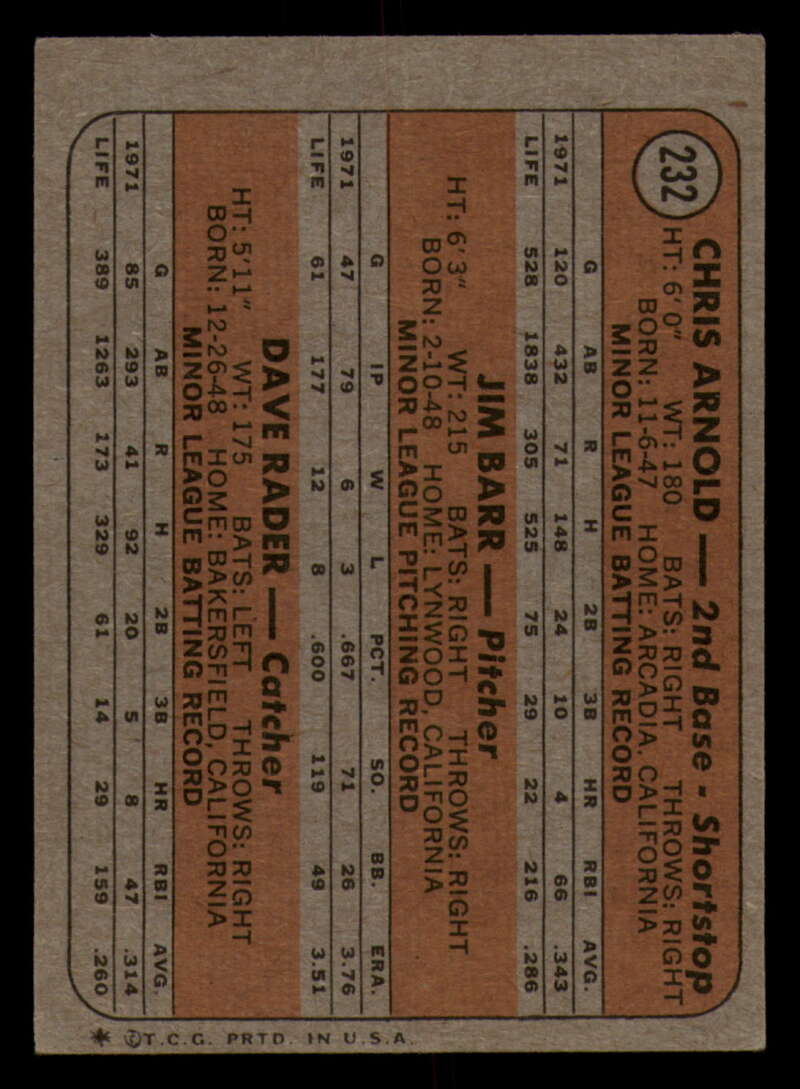 232
CHRIS ARNOLD — 2nd Base - Shortstop
HT: 6'0" WT: 180 BATS: RIGHT THROWS: RIGHT
BORN: 11-6-47 HOME: ARCADIA, CALIFORNIA
MINOR LEAGUE BATTING RECORD
G AB R H 2B 3B HR RBI AVG.
1971 120 432 71 148 24 10 4 66 .343
LIFE 528 1838 305 525 75 29 22 216 .286
JIM BARR — Pitcher
HT: 6'3" WT: 215 BATS: RIGHT THROWS: RIGHT
BORN: 2-10-48 HOME: LYNWOOD, CALIFORNIA
MINOR LEAGUE PITCHING RECORD
G IP W L PCT. SO. BB. ERA.
1971 47 79 6 3 .667 71 26 3.76
LIFE 61 177 12 8 .600 119 49 3.51
DAVE RADER — Catcher
HT: 5'11" WT: 175 BATS: LEFT THROWS: RIGHT
BORN: 12-26-48 HOME: BAKERSFIELD, CALIFORNIA
MINOR LEAGUE BATTING RECORD
G AB R H 2B 3B HR RBI AVG.
1971 85 293 41 92 20 5 8 47 .314
LIFE 389 1263 173 329 61 14 29 159 .260
* ©T.C.G. PRTD. IN U.S.A.